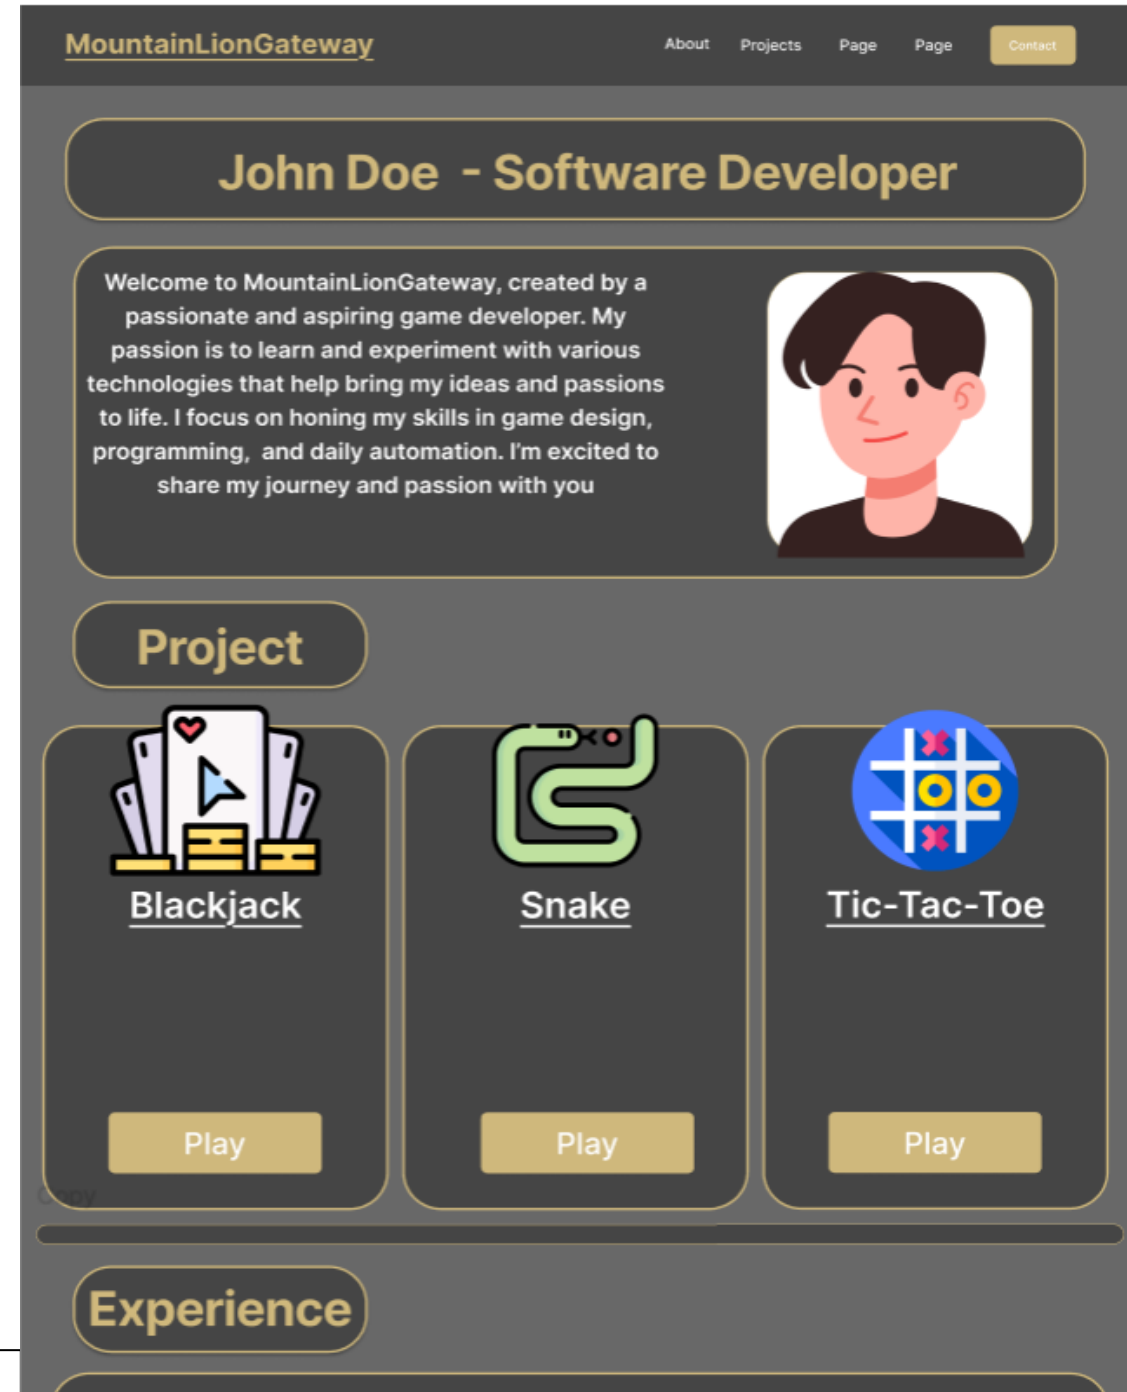 MountainLionGateway
About Projects Page Page Contact
John Doe - Software Developer
Welcome to MountainLionGateway, created by a
passionate and aspiring game developer. My
passion is to learn and experiment with various
technologies that help bring my ideas and passions
to life. I focus on honing my skills in game design,
programming, and daily automation. I'm excited to
share my journey and passion with you
Project
Blackjack
Snake
Tic-Tac-Toe
Play
Play
Play
Copy
Experience